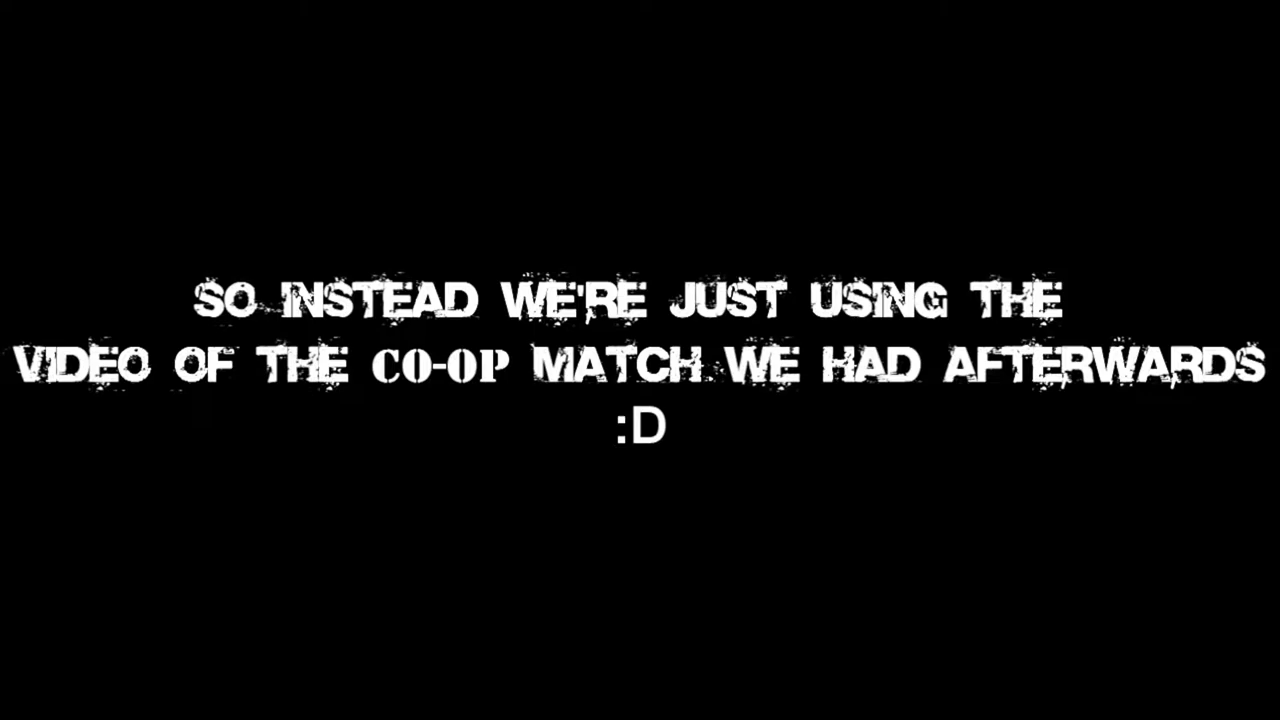 SO INSTEAD WE'RE JUST USING THE
VIDEO OF THE CO-OP MATCH WE HAD AFTERWARDS
:D